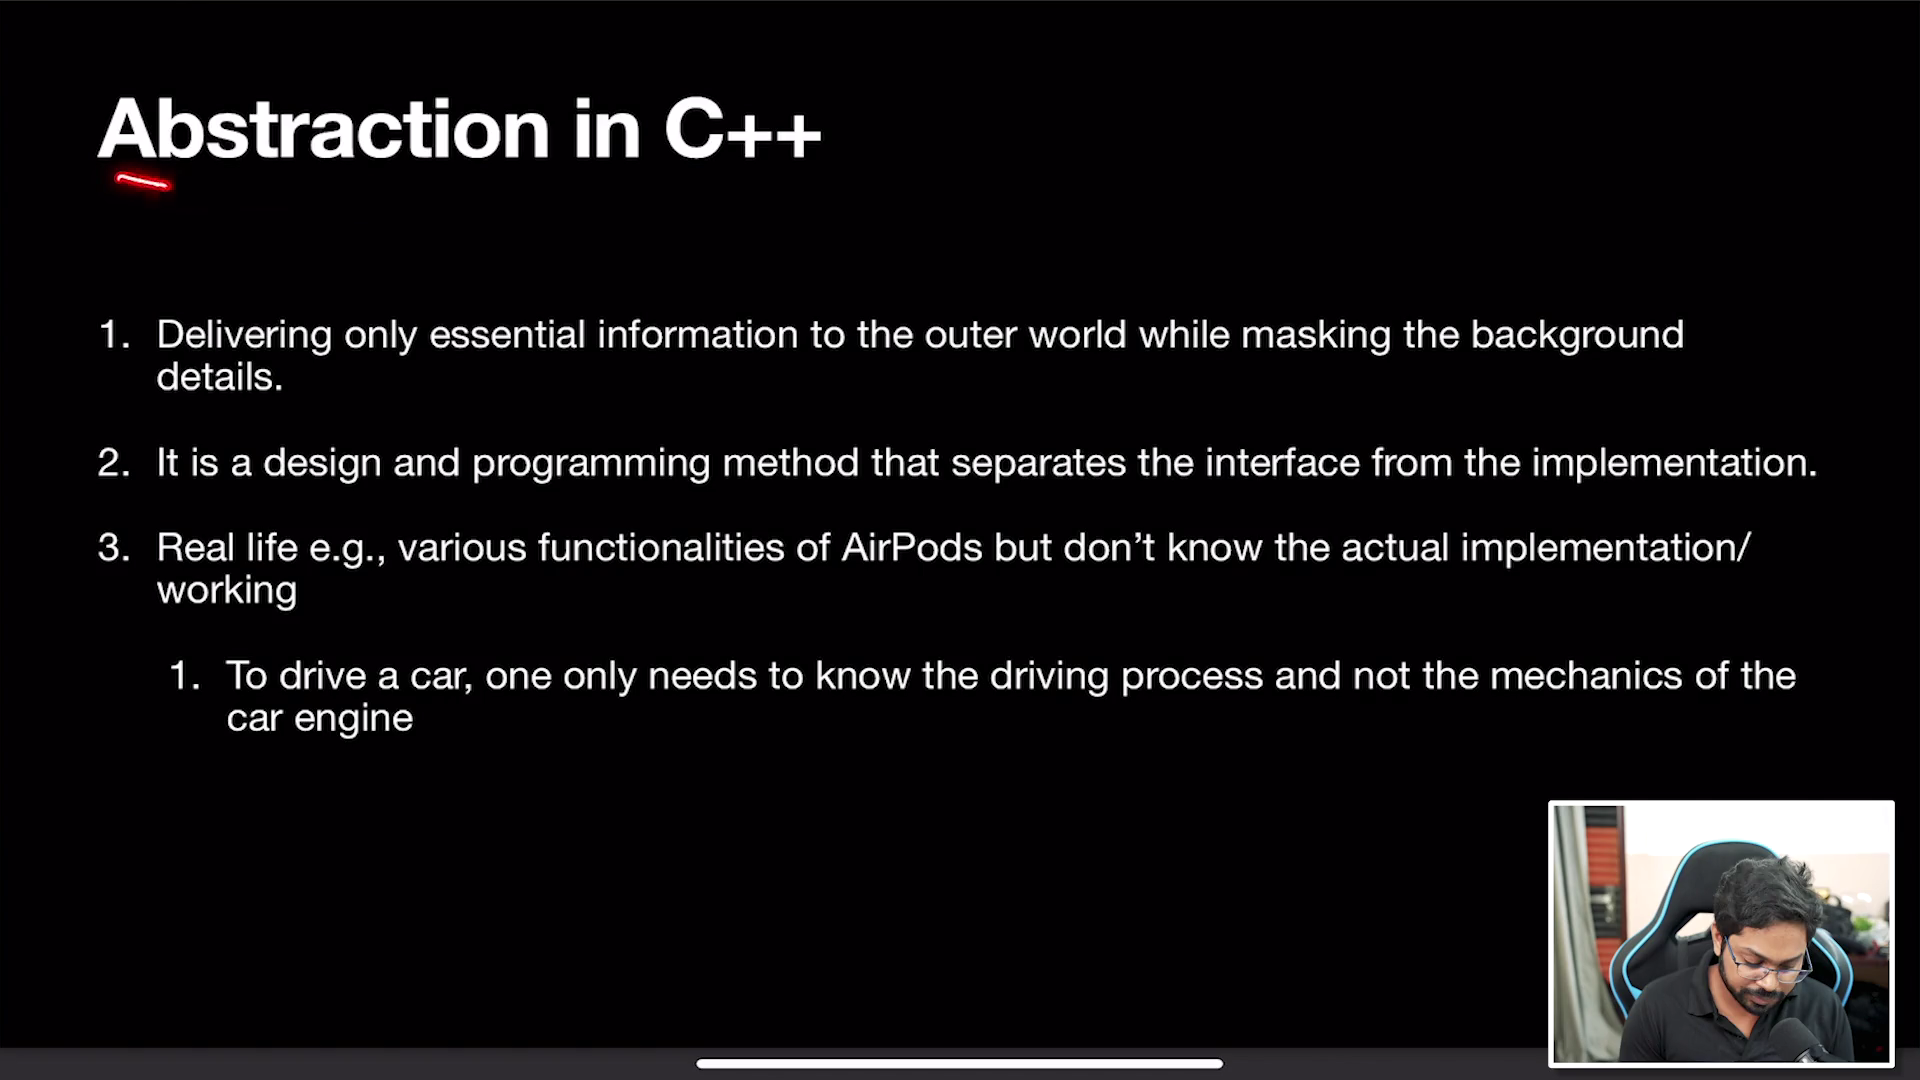 Abstraction in C++
1. Delivering only essential information to the outer world while masking the background
details.
2. It is a design and programming method that separates the interface from the implementation.
3. Real life e.g., various functionalities of AirPods but don’t know the actual implementation/
working
1. To drive a car, one only needs to know the driving process and not the mechanics of the
car engine